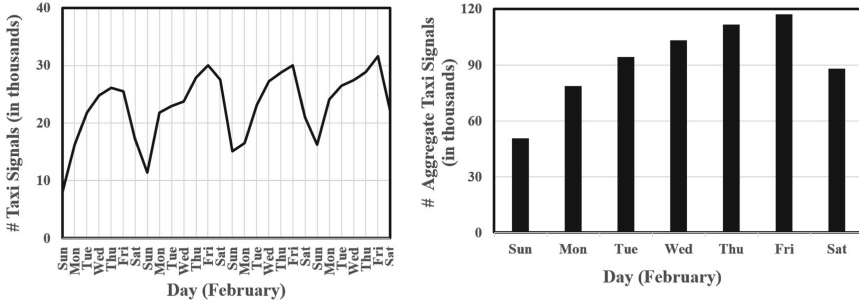 # Taxi Signals (in thousands)
40
30
20
10
0
Sun
Mon
Tue
Wed
Thu
Fri
Sat
Sun
Mon
Tue
Wed
Thu
Fri
Sat
Sun
Mon
Tue
Wed
Thu
Fri
Sat
Sun
Mon
Tue
Wed
Thu
Fri
Sat
Day (February)
# Aggregate Taxi Signals
(in thousands)
120
90
60
30
0
Sun Mon Tue Wed Thu Fri Sat
Day (February)